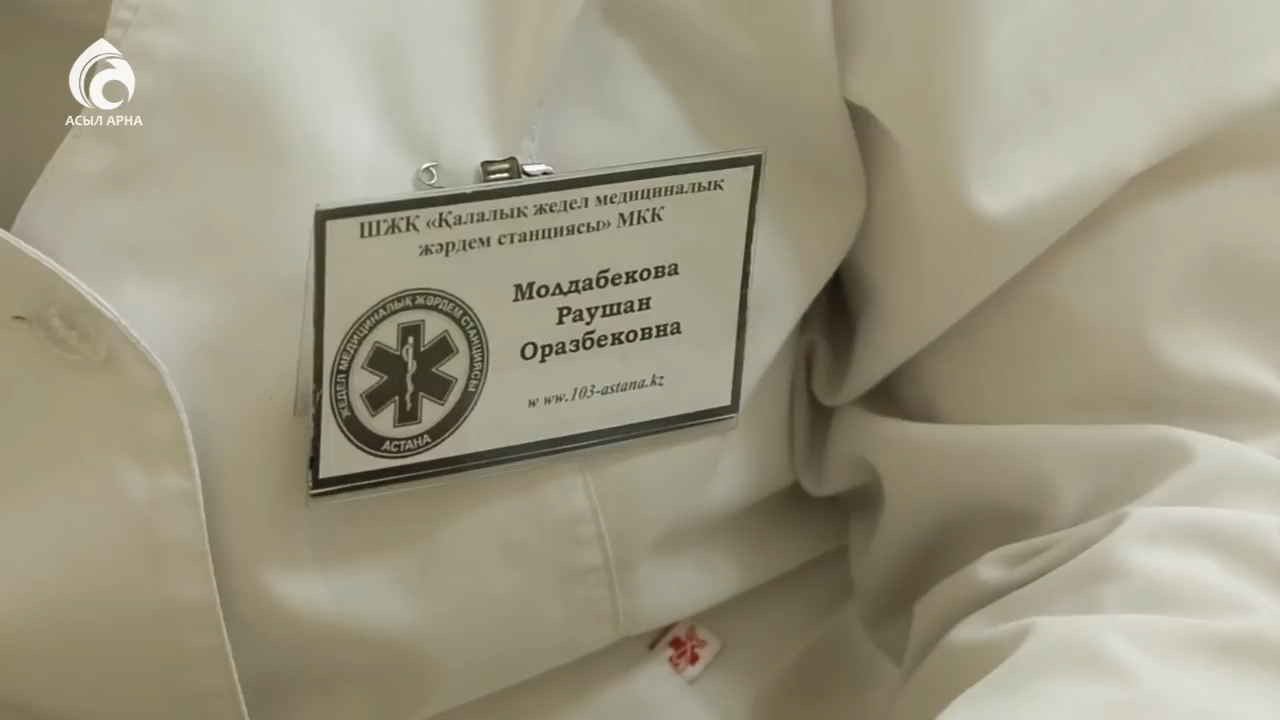 АСЫЛ АРНА
ШЖҚ «Қалалық жедел медициналық
жәрдем станциясы» МКК
Молдабекова
Раушан
Оразбековна
w ww.103-astana.kz
ЖЕДЕЛ МЕДИЦИНАЛЫҚ ЖӘРДЕМ СТАНЦИЯСЫ
АСТАНА